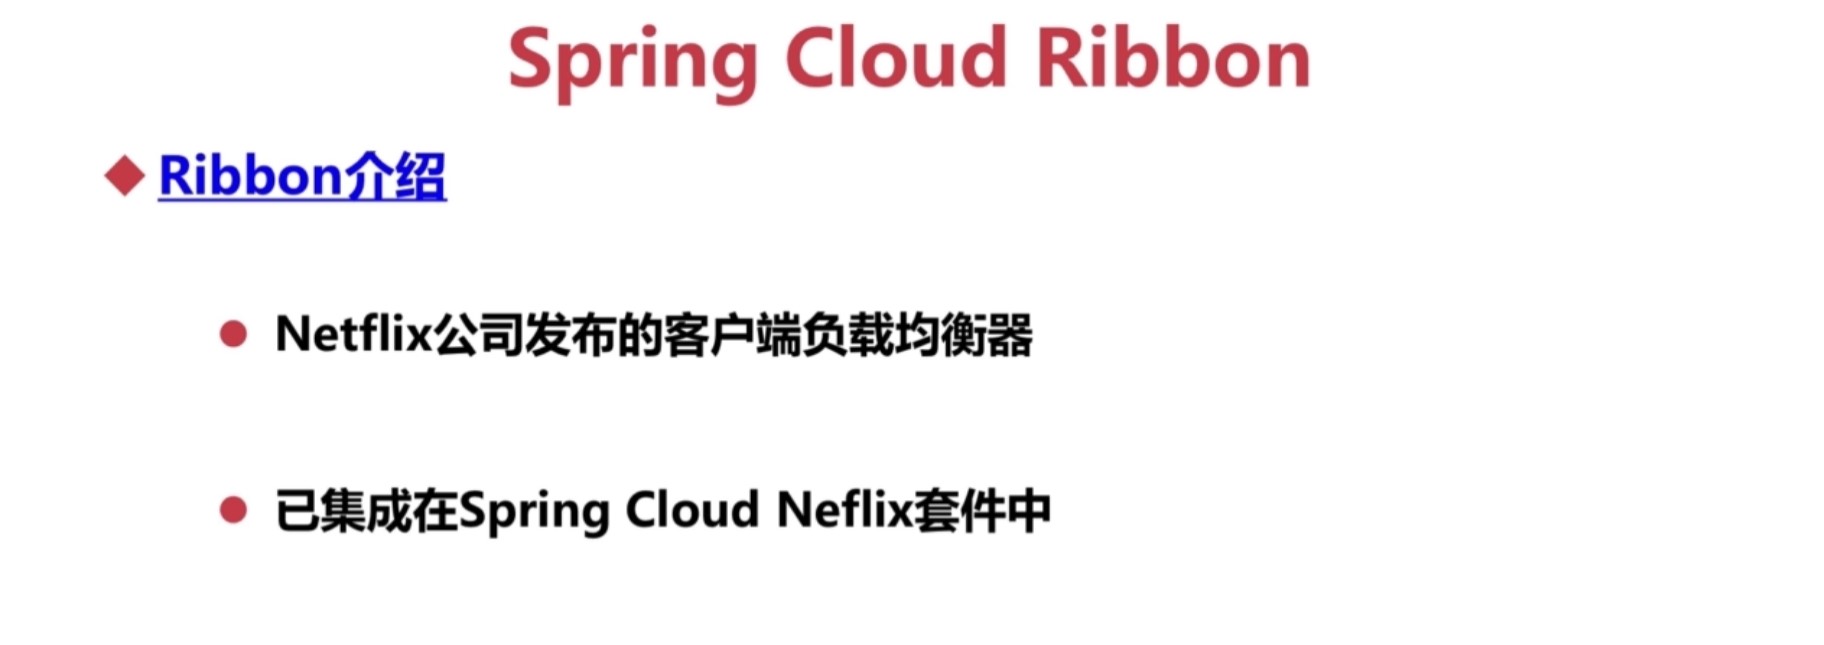 Spring Cloud Ribbon
Ribbon介绍
Netflix公司发布的客户端负载均衡器
已集成在Spring Cloud Neflix套件中